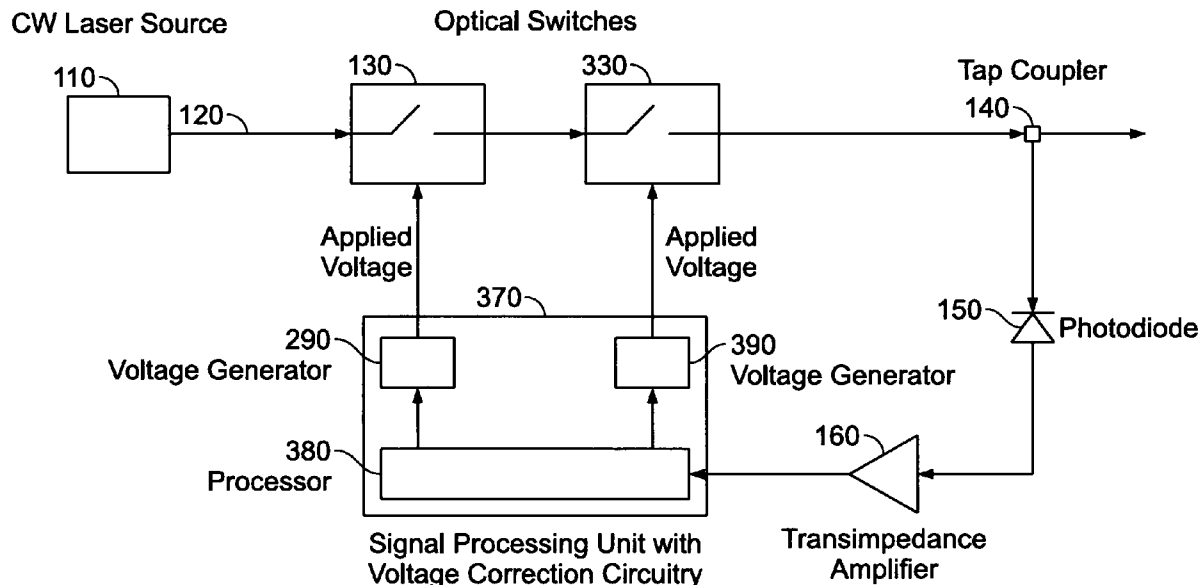 CW Laser Source
Optical Switches
110
120
130
330
Tap Coupler
140
Applied
Voltage
Applied
Voltage
370
150
Photodiode
290
Voltage Generator
390
Voltage Generator
380
Processor
160
Signal Processing Unit with
Voltage Correction Circuitry
Transimpedance
Amplifier